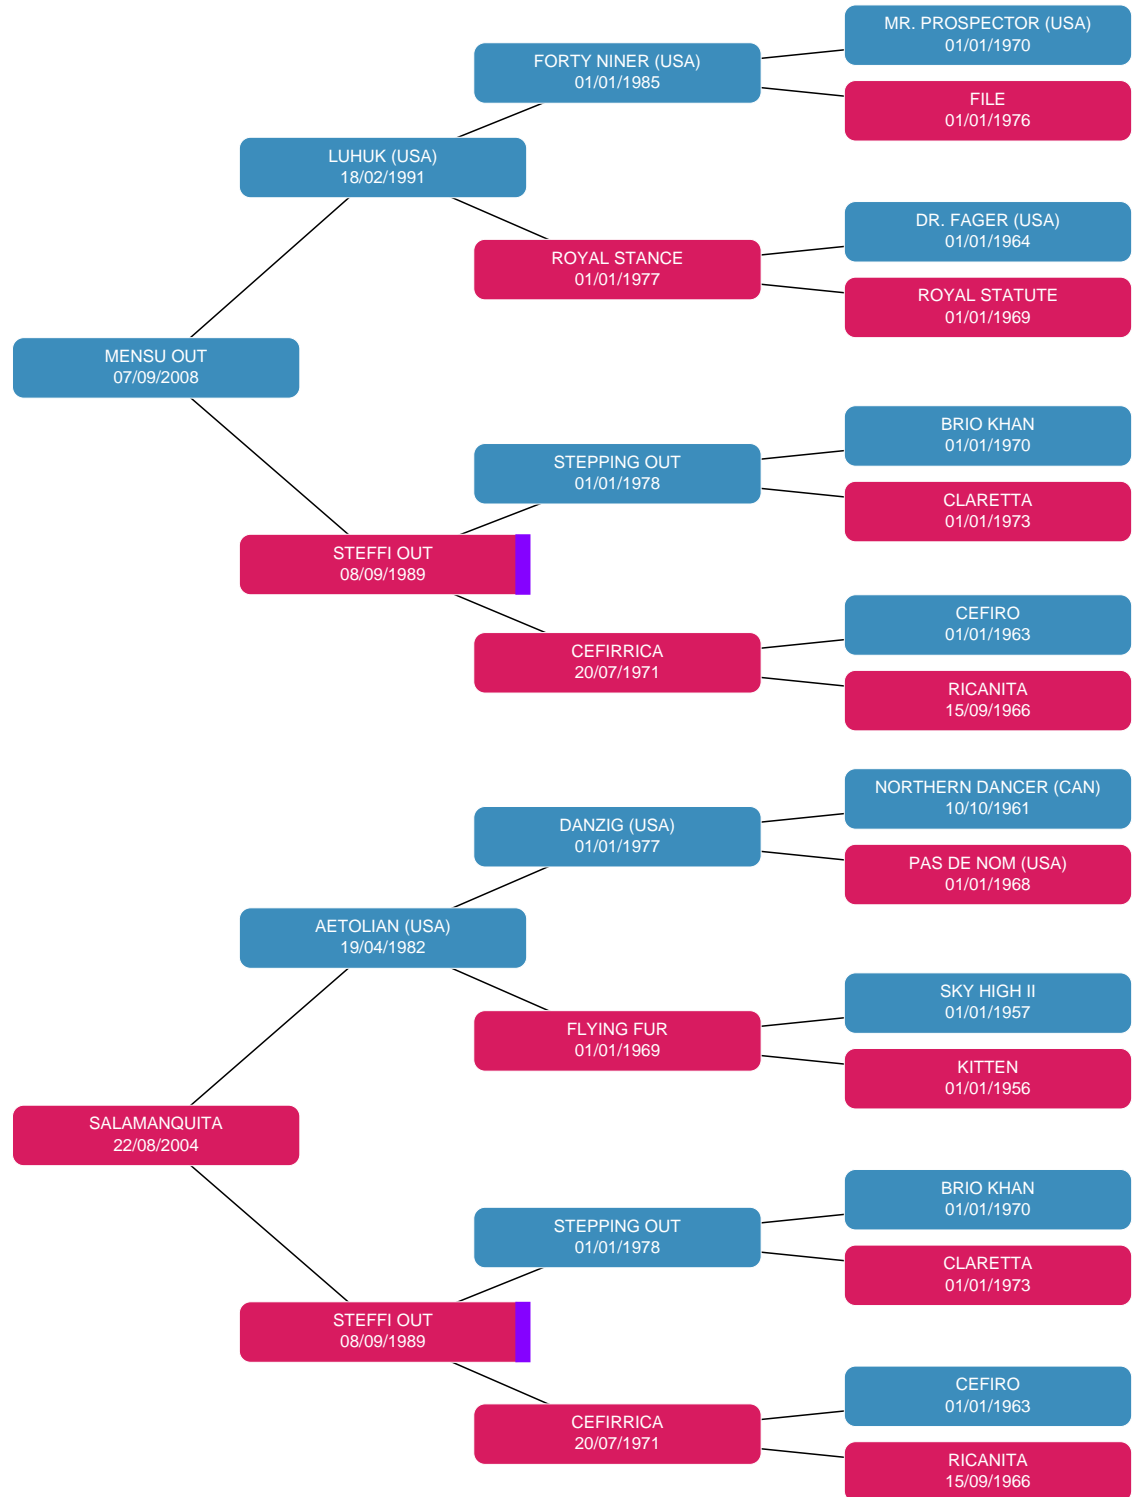 MR. PROSPECTOR (USA)
01/01/1970
FORTY NINER (USA)
01/01/1985
FILE
01/01/1976
LUHUK (USA)
18/02/1991
DR. FAGER (USA)
01/01/1964
ROYAL STANCE
01/01/1977
ROYAL STATUTE
01/01/1969
MENSU OUT
07/09/2008
BRIO KHAN
01/01/1970
STEPPING OUT
01/01/1978
CLARETTA
01/01/1973
STEFFI OUT
08/09/1989
CEFIRO
01/01/1963
CEFIRRICA
20/07/1971
RICANITA
15/09/1966
NORTHERN DANCER (CAN)
10/10/1961
DANZIG (USA)
01/01/1977
PAS DE NOM (USA)
01/01/1968
AETOLIAN (USA)
19/04/1982
SKY HIGH II
01/01/1957
FLYING FUR
01/01/1969
KITTEN
01/01/1956
SALAMANQUITA
22/08/2004
BRIO KHAN
01/01/1970
STEPPING OUT
01/01/1978
CLARETTA
01/01/1973
STEFFI OUT
08/09/1989
CEFIRO
01/01/1963
CEFIRRICA
20/07/1971
RICANITA
15/09/1966